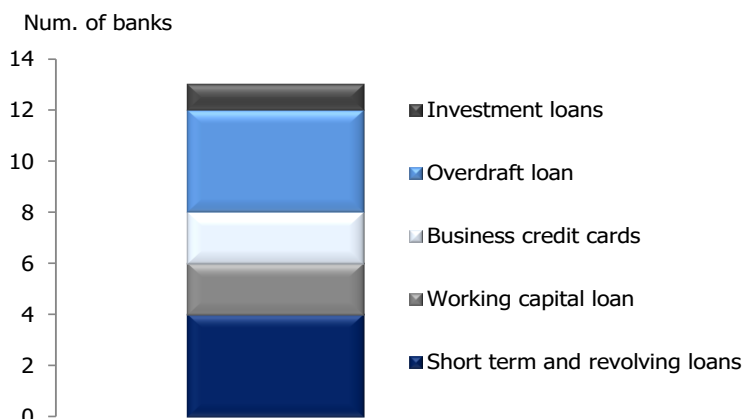 Num. of banks
14
12
10
8
6
4
2
0
Investment loans
Overdraft loan
Business credit cards
Working capital loan
Short term and revolving loans